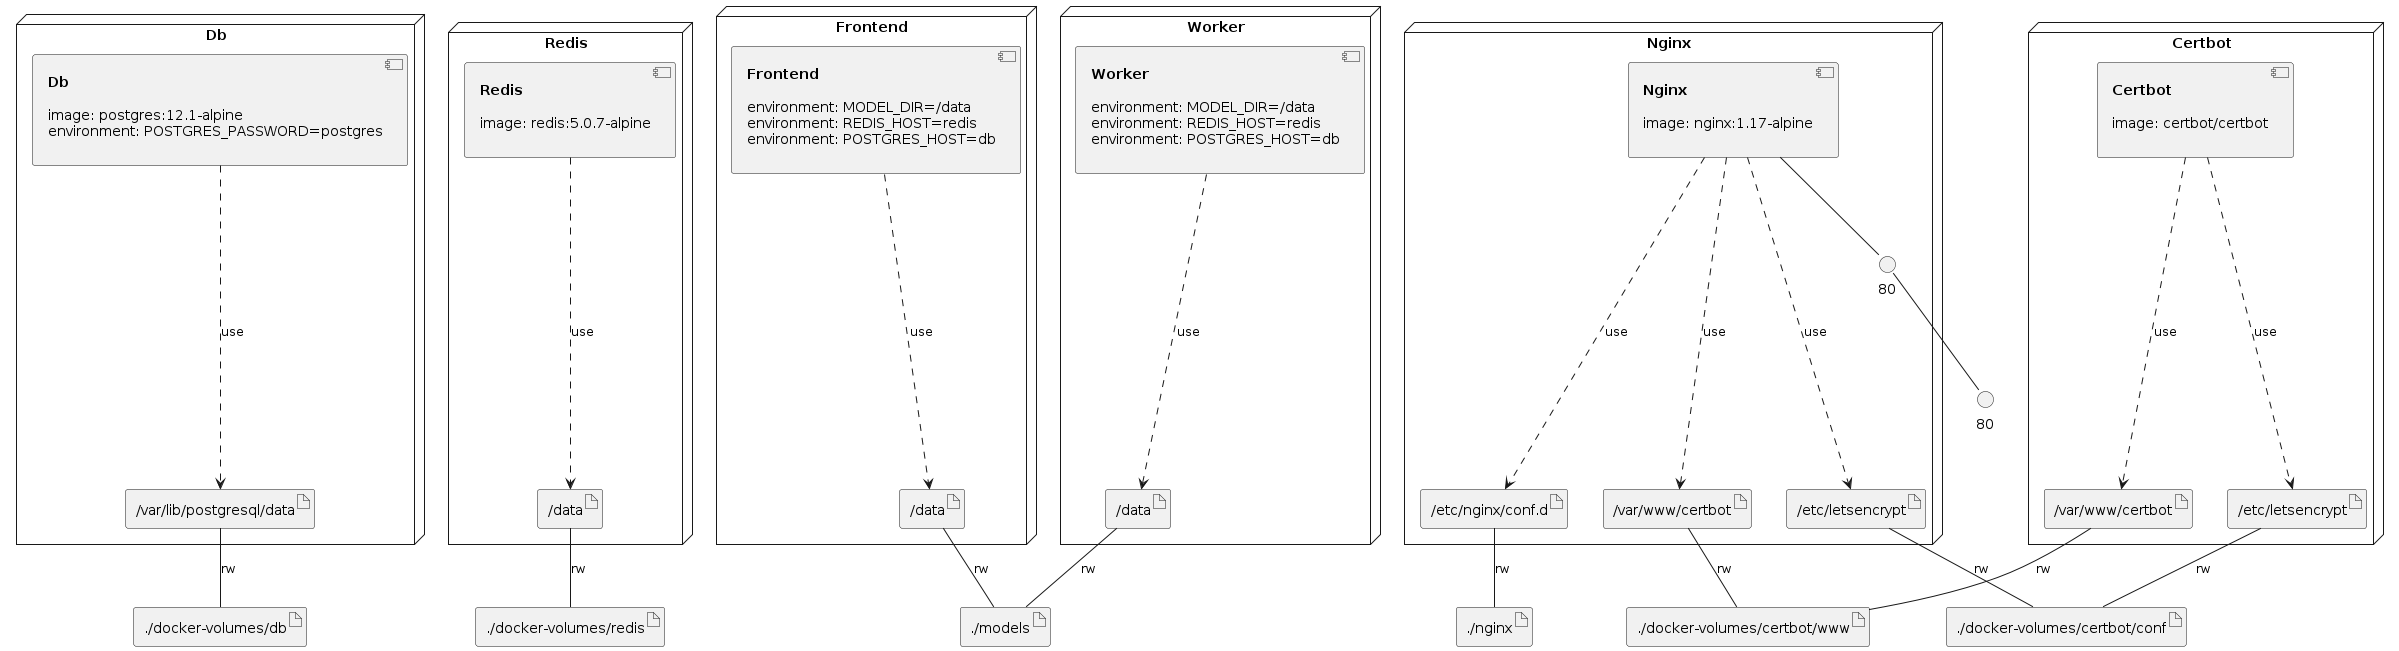 Db
Db
image: postgres:12.1-alpine
environment: POSTGRES_PASSWORD=postgres
use
/var/lib/postgresql/data
rw
./docker-volumes/db
Redis
Redis
image: redis:5.0.7-alpine
use
/data
rw
./docker-volumes/redis
Frontend
Frontend
environment: MODEL_DIR=/data
environment: REDIS_HOST=redis
environment: POSTGRES_HOST=db
use
/data
rw
Worker
Worker
environment: MODEL_DIR=/data
environment: REDIS_HOST=redis
environment: POSTGRES_HOST=db
use
/data
rw
./models
Nginx
Nginx
image: nginx:1.17-alpine
80
80
use
use
use
/etc/nginx/conf.d
/var/www/certbot
/etc/letsencrypt
rw
rw
rw
Certbot
Certbot
image: certbot/certbot
use
use
/var/www/certbot
/etc/letsencrypt
rw
rw
./nginx
./docker-volumes/certbot/www
./docker-volumes/certbot/conf